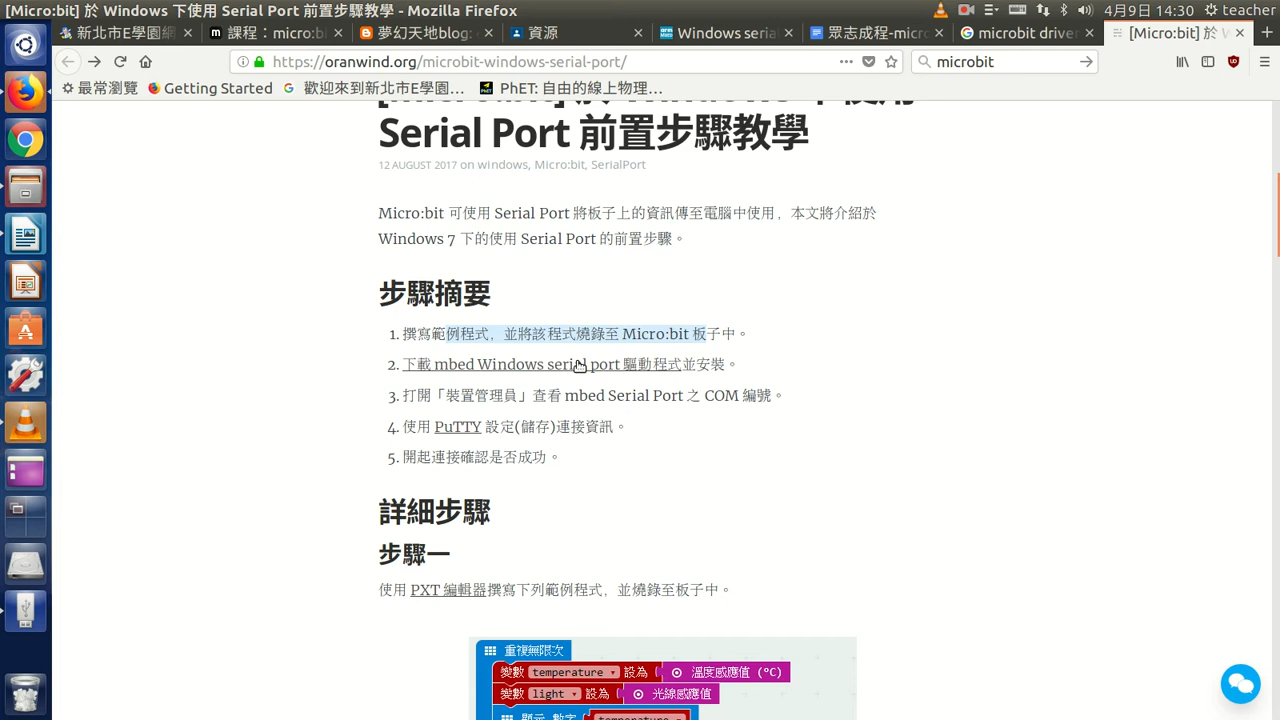 [Micro:bit] 於 Windows 下使用 Serial Port 前置步驟教學 - Mozilla Firefox
4月9日 14:30 teacher
新北市E學園網
課程：micro:bi
夢幻天地blog:
資源
Windows seria
眾志成程-micr
microbit driver
[Micro:bit] 於 W
https://oranwind.org/microbit-windows-serial-port/
microbit
最常瀏覽 Getting Started 歡迎來到新北市E學園... PhET: 自由的線上物理...
Serial Port 前置步驟教學
12 AUGUST 2017 on windows, Micro:bit, SerialPort
Micro:bit 可使用 Serial Port 將板子上的資訊傳至電腦中使用，本文將介紹於
Windows 7 下的使用 Serial Port 的前置步驟。
步驟摘要
1. 撰寫範例程式，並將該程式燒錄至 Micro:bit 板子中。
2. 下載 mbed Windows serial port 驅動程式並安裝。
3. 打開「裝置管理員」查看 mbed Serial Port 之 COM 編號。
4. 使用 PuTTY 設定(儲存)連接資訊。
5. 開起連接確認是否成功。
詳細步驟
步驟一
使用 PXT 編輯器撰寫下列範例程式，並燒錄至板子中。
重複無限次
變數 temperature 設為 溫度感應值 (°C)
變數 light 設為 光線感應值
顯示 數字 temperature